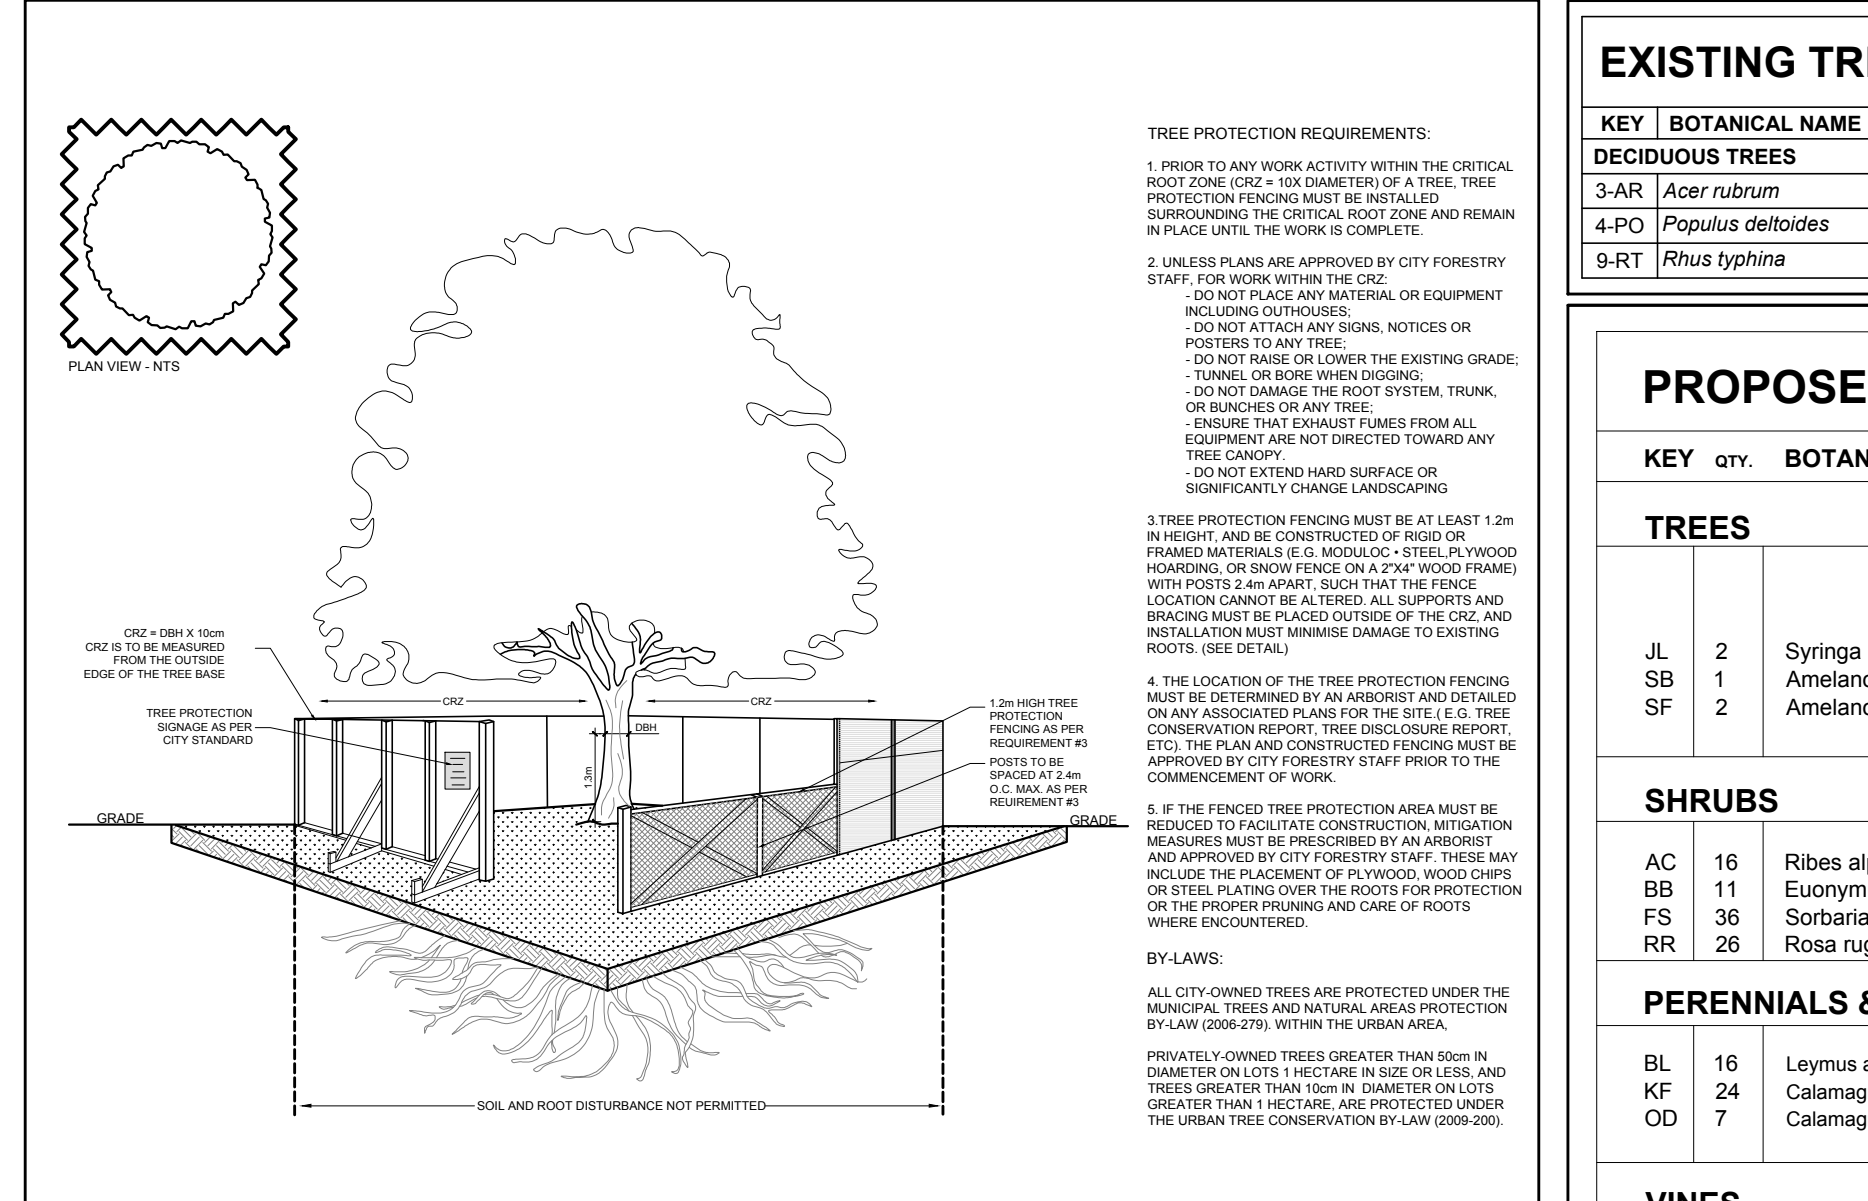 PLAN VIEW - NTS
CRZ = DBH X 10cm
CRZ IS TO BE MEASURED
FROM THE OUTSIDE
EDGE OF THE TREE BASE
TREE PROTECTION
SIGNAGE AS PER
CITY STANDARD
CRZ
CRZ
DBH
1.3m
1.2m HIGH TREE
PROTECTION
FENCING AS PER
REQUIREMENT #3
POSTS TO BE
SPACED AT 2.4m
O.C. MAX. AS PER
REUIREMENT #3
GRADE
GRADE
SOIL AND ROOT DISTURBANCE NOT PERMITTED
TREE PROTECTION REQUIREMENTS:
1. PRIOR TO ANY WORK ACTIVITY WITHIN THE CRITICAL
ROOT ZONE (CRZ = 10X DIAMETER) OF A TREE, TREE
PROTECTION FENCING MUST BE INSTALLED
SURROUNDING THE CRITICAL ROOT ZONE AND REMAIN
IN PLACE UNTIL THE WORK IS COMPLETE.
2. UNLESS PLANS ARE APPROVED BY CITY FORESTRY
STAFF, FOR WORK WITHIN THE CRZ:
- DO NOT PLACE ANY MATERIAL OR EQUIPMENT
INCLUDING OUTHOUSES;
- DO NOT ATTACH ANY SIGNS, NOTICES OR
POSTERS TO ANY TREE;
- DO NOT RAISE OR LOWER THE EXISTING GRADE;
- TUNNEL OR BORE WHEN DIGGING;
- DO NOT DAMAGE THE ROOT SYSTEM, TRUNK,
OR BUNCHES OR ANY TREE;
- ENSURE THAT EXHAUST FUMES FROM ALL
EQUIPMENT ARE NOT DIRECTED TOWARD ANY
TREE CANOPY.
- DO NOT EXTEND HARD SURFACE OR
SIGNIFICANTLY CHANGE LANDSCAPING
3.TREE PROTECTION FENCING MUST BE AT LEAST 1.2m
IN HEIGHT, AND BE CONSTRUCTED OF RIGID OR
FRAMED MATERIALS (E.G. MODULOC • STEEL,PLYWOOD
HOARDING, OR SNOW FENCE ON A 2"X4" WOOD FRAME)
WITH POSTS 2.4m APART, SUCH THAT THE FENCE
LOCATION CANNOT BE ALTERED. ALL SUPPORTS AND
BRACING MUST BE PLACED OUTSIDE OF THE CRZ, AND
INSTALLATION MUST MINIMISE DAMAGE TO EXISTING
ROOTS. (SEE DETAIL)
4. THE LOCATION OF THE TREE PROTECTION FENCING
MUST BE DETERMINED BY AN ARBORIST AND DETAILED
ON ANY ASSOCIATED PLANS FOR THE SITE.( E.G. TREE
CONSERVATION REPORT, TREE DISCLOSURE REPORT,
ETC). THE PLAN AND CONSTRUCTED FENCING MUST BE
APPROVED BY CITY FORESTRY STAFF PRIOR TO THE
COMMENCEMENT OF WORK.
5. IF THE FENCED TREE PROTECTION AREA MUST BE
REDUCED TO FACILITATE CONSTRUCTION, MITIGATION
MEASURES MUST BE PRESCRIBED BY AN ARBORIST
AND APPROVED BY CITY FORESTRY STAFF. THESE MAY
INCLUDE THE PLACEMENT OF PLYWOOD, WOOD CHIPS
OR STEEL PLATING OVER THE ROOTS FOR PROTECTION
OR THE PROPER PRUNING AND CARE OF ROOTS
WHERE ENCOUNTERED.
BY-LAWS:
ALL CITY-OWNED TREES ARE PROTECTED UNDER THE
MUNICIPAL TREES AND NATURAL AREAS PROTECTION
BY-LAW (2006-279). WITHIN THE URBAN AREA,
PRIVATELY-OWNED TREES GREATER THAN 50cm IN
DIAMETER ON LOTS 1 HECTARE IN SIZE OR LESS, AND
TREES GREATER THAN 10cm IN DIAMETER ON LOTS
GREATER THAN 1 HECTARE, ARE PROTECTED UNDER
THE URBAN TREE CONSERVATION BY-LAW (2009-200).
EXISTING TR
KEY BOTANICAL NAME
DECIDUOUS TREES
3-AR Acer rubrum
4-PO Populus deltoides
9-RT Rhus typhina
PROPOSE
KEY QTY. BOTAN
TREES
JL 2 Syringa
SB 1 Amelanc
SF 2 Amelanc
SHRUBS
AC 16 Ribes al
BB 11 Euonym
FS 36 Sorbaria
RR 26 Rosa rug
PERENNIALS &
BL 16 Leymus a
KF 24 Calamag
OD 7 Calamag
VINES